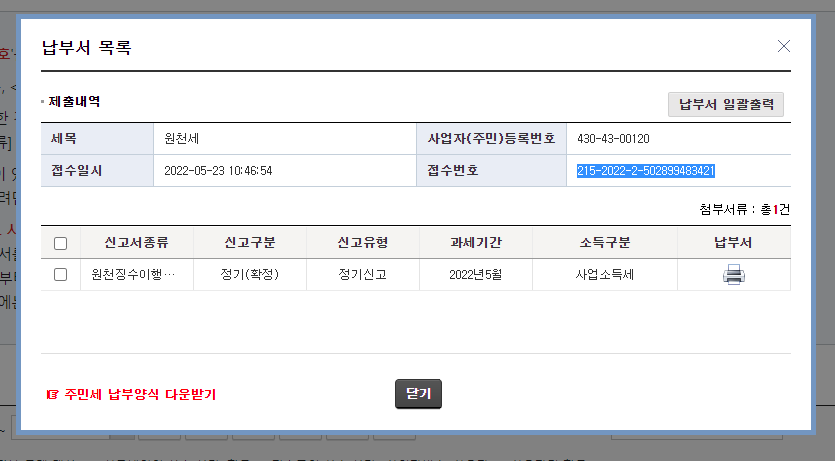 납부서 목록
제출내역
납부서 일괄출력
세목 원천세 사업자(주민)등록번호 430-43-00120
접수일시 2022-05-23 10:46:54 접수번호 215-2022-2-502899483421
첨부서류 : 총1건
신고서종류 신고구분 신고유형 과세기간 소득구분 납부서
원천징수이행… 정기(확정) 정기신고 2022년5월 사업소득세
☞ 주민세 납부양식 다운받기
닫기